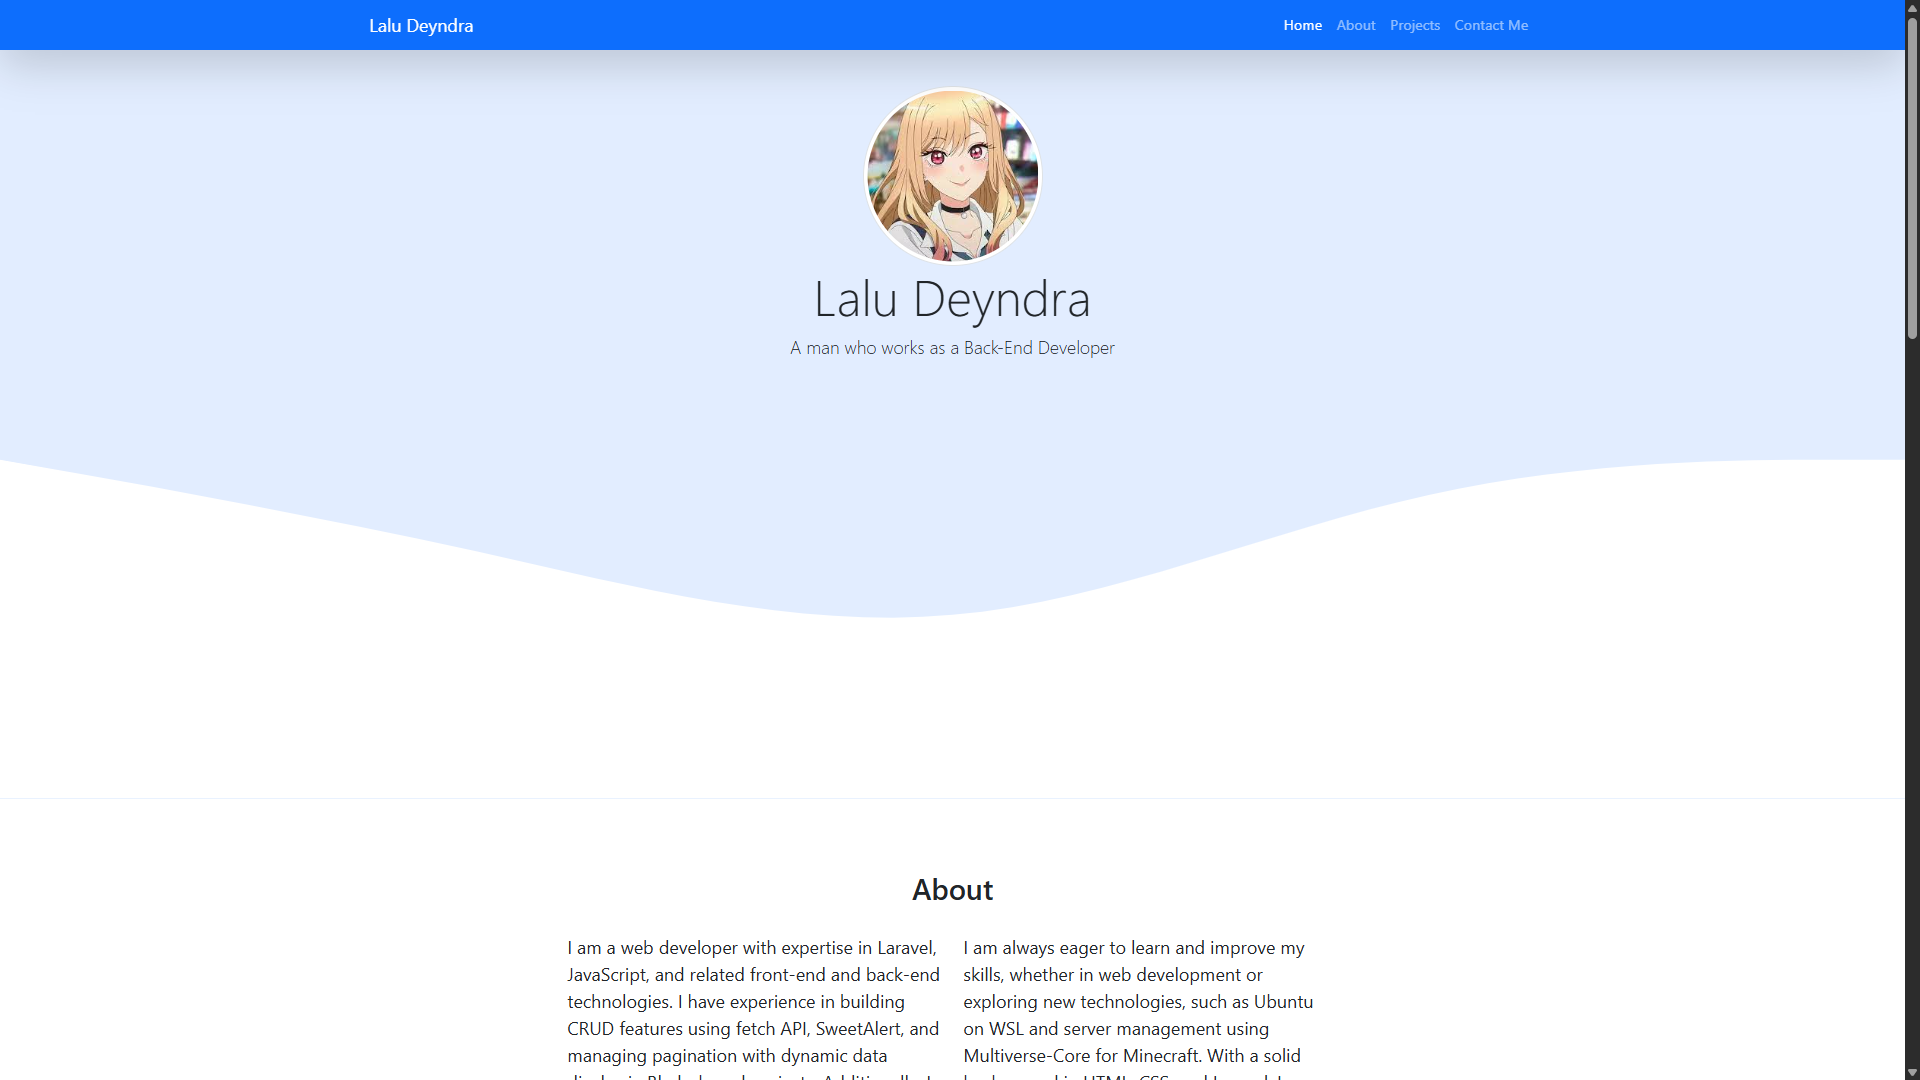 Lalu Deyndra
Home About Projects Contact Me
Lalu Deyndra
A man who works as a Back-End Developer
About
I am a web developer with expertise in Laravel,
JavaScript, and related front-end and back-end
technologies. I have experience in building
CRUD features using fetch API, SweetAlert, and
managing pagination with dynamic data
I am always eager to learn and improve my
skills, whether in web development or
exploring new technologies, such as Ubuntu
on WSL and server management using
Multiverse-Core for Minecraft. With a solid